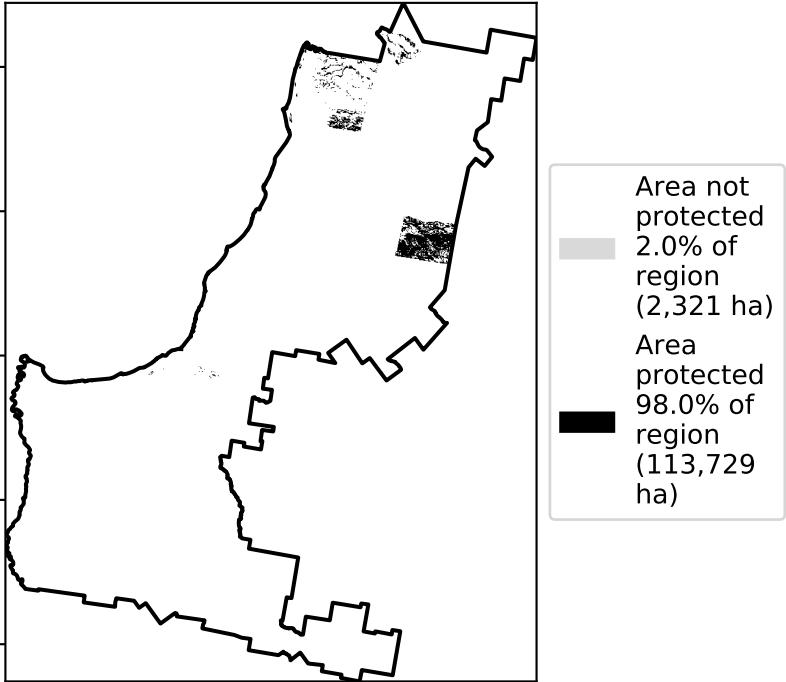 Area not
protected
2.0% of
region
(2,321 ha)
Area
protected
98.0% of
region
(113,729
ha)